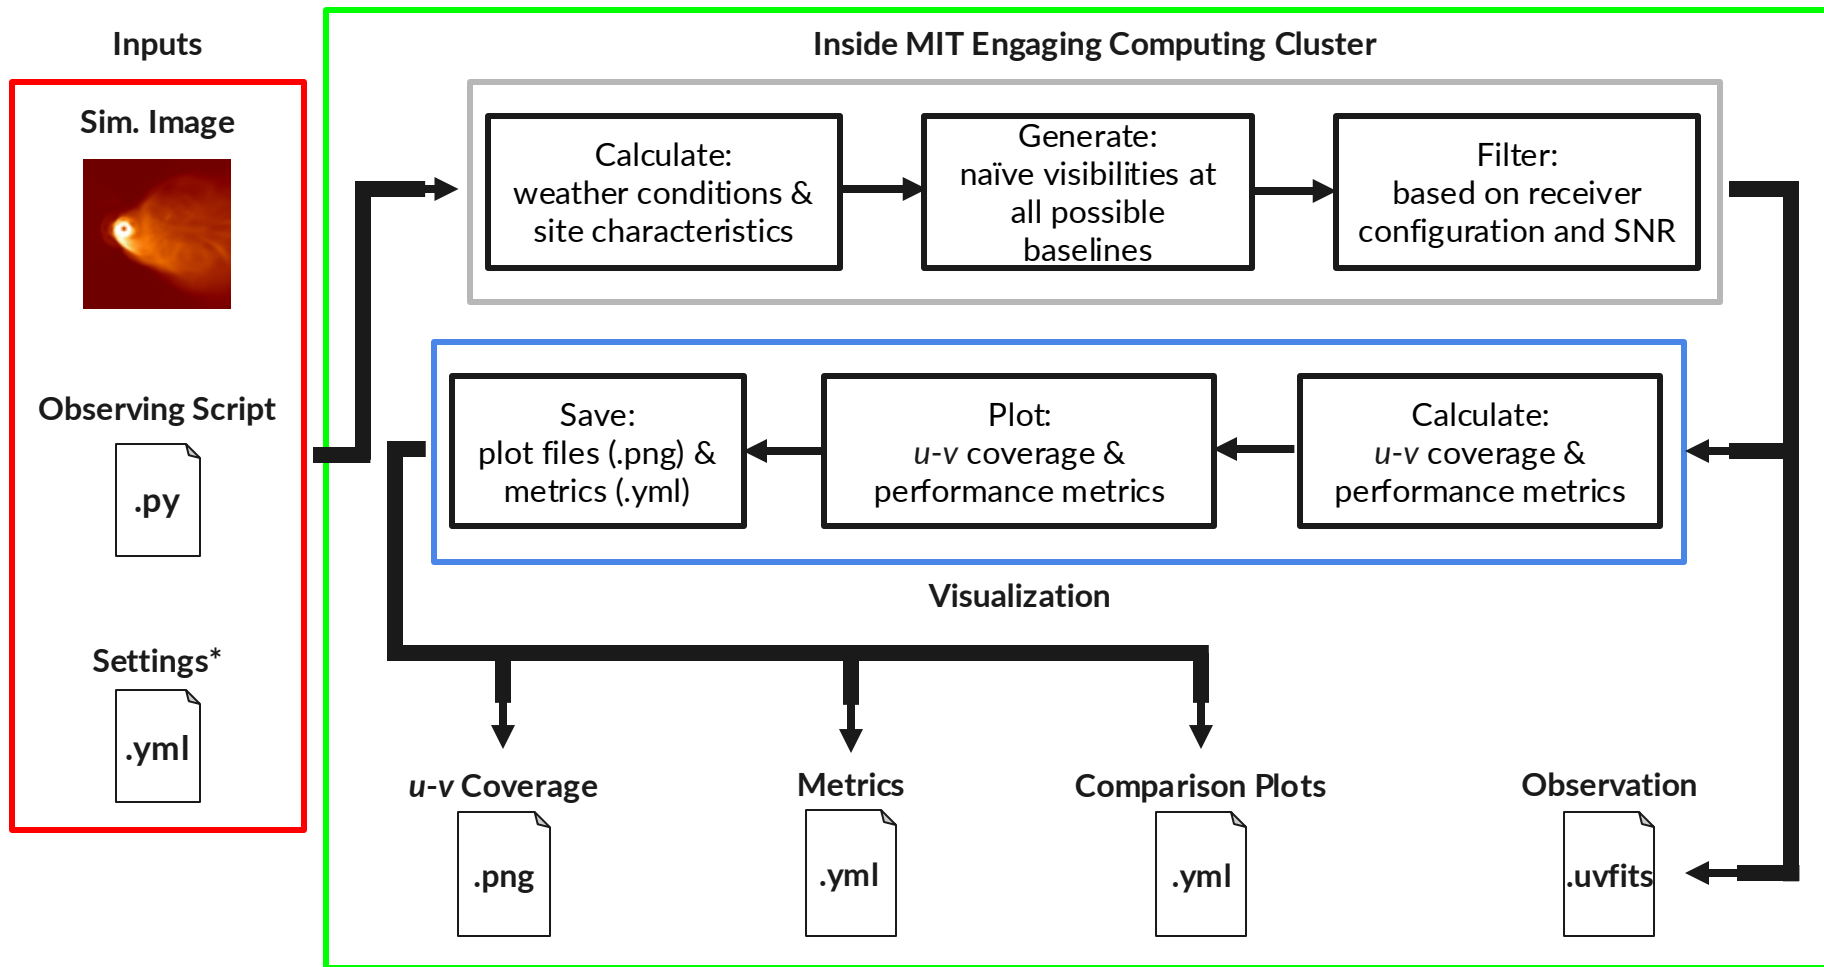 Inputs
Sim. Image
Observing Script
.py
Settings*
.yml
Inside MIT Engaging Computing Cluster
Calculate:
weather conditions &
site characteristics
Generate:
naïve visibilities at
all possible
baselines
Filter:
based on receiver
configuration and SNR
Save:
plot files (.png) &
metrics (.yml)
Plot:
u-v coverage &
performance metrics
Calculate:
u-v coverage &
performance metrics
Visualization
u-v Coverage
.png
Metrics
.yml
Comparison Plots
.yml
Observation
.uvfits